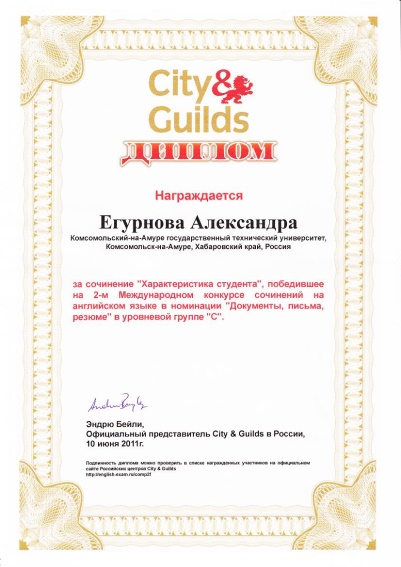 City&
Guilds
ДИПЛОМ
Награждается
Егурнова Александра
Комсомольский-на-Амуре государственный технический университет,
Комсомольск-на-Амуре, Хабаровский край, Россия
за сочинение "Характеристика студента", победившее
на 2-м Международном конкурсе сочинений на
английском языке в номинации "Документы, письма,
резюме" в уровневой группе "С".
Эндрю Бейли,
Официальный представитель City & Guilds в России,
10 июня 2011г.
Подлинность диплома можно проверить в списке награжденных участников на официальном
сайте Российских центров City & Guilds
http://english-exam.ru/comp2f